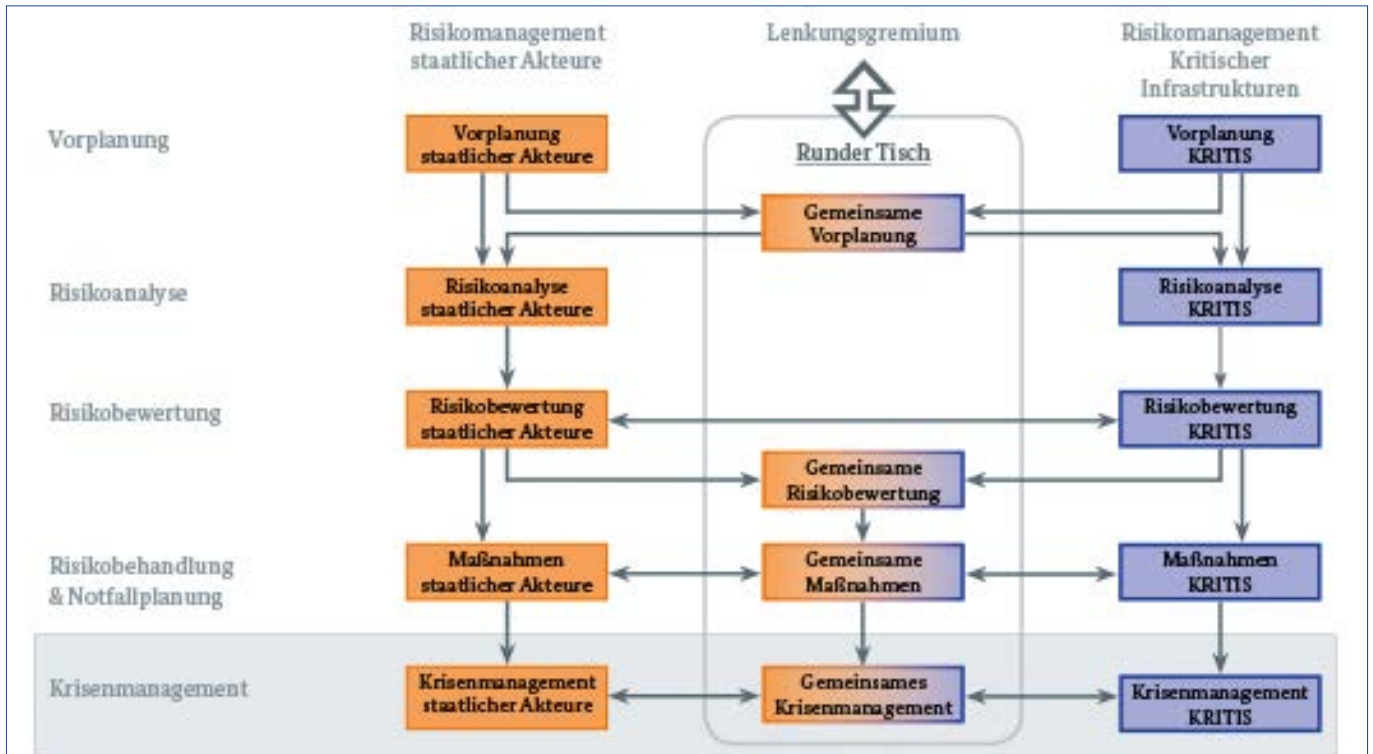 Risikomanagement
staatlicher Akteure
Lenkungsgremium
Risikomanagement
Kritischer
Infrastrukturen
Vorplanung
Vorplanung
staatlicher Akteure
Runder Tisch
Vorplanung
KRITIS
Gemeinsame
Vorplanung
Risikoanalyse
Risikoanalyse
staatlicher Akteure
Risikoanalyse
KRITIS
Risikobewertung
Risikobewertung
staatlicher Akteure
Risikobewertung
KRITIS
Gemeinsame
Risikobewertung
Risikobehandlung
& Notfallplanung
Maßnahmen
staatlicher Akteure
Gemeinsame
Maßnahmen
Maßnahmen
KRITIS
Krisenmanagement
Krisenmanagement
staatlicher Akteure
Gemeinsames
Krisenmanagement
Krisenmanagement
KRITIS